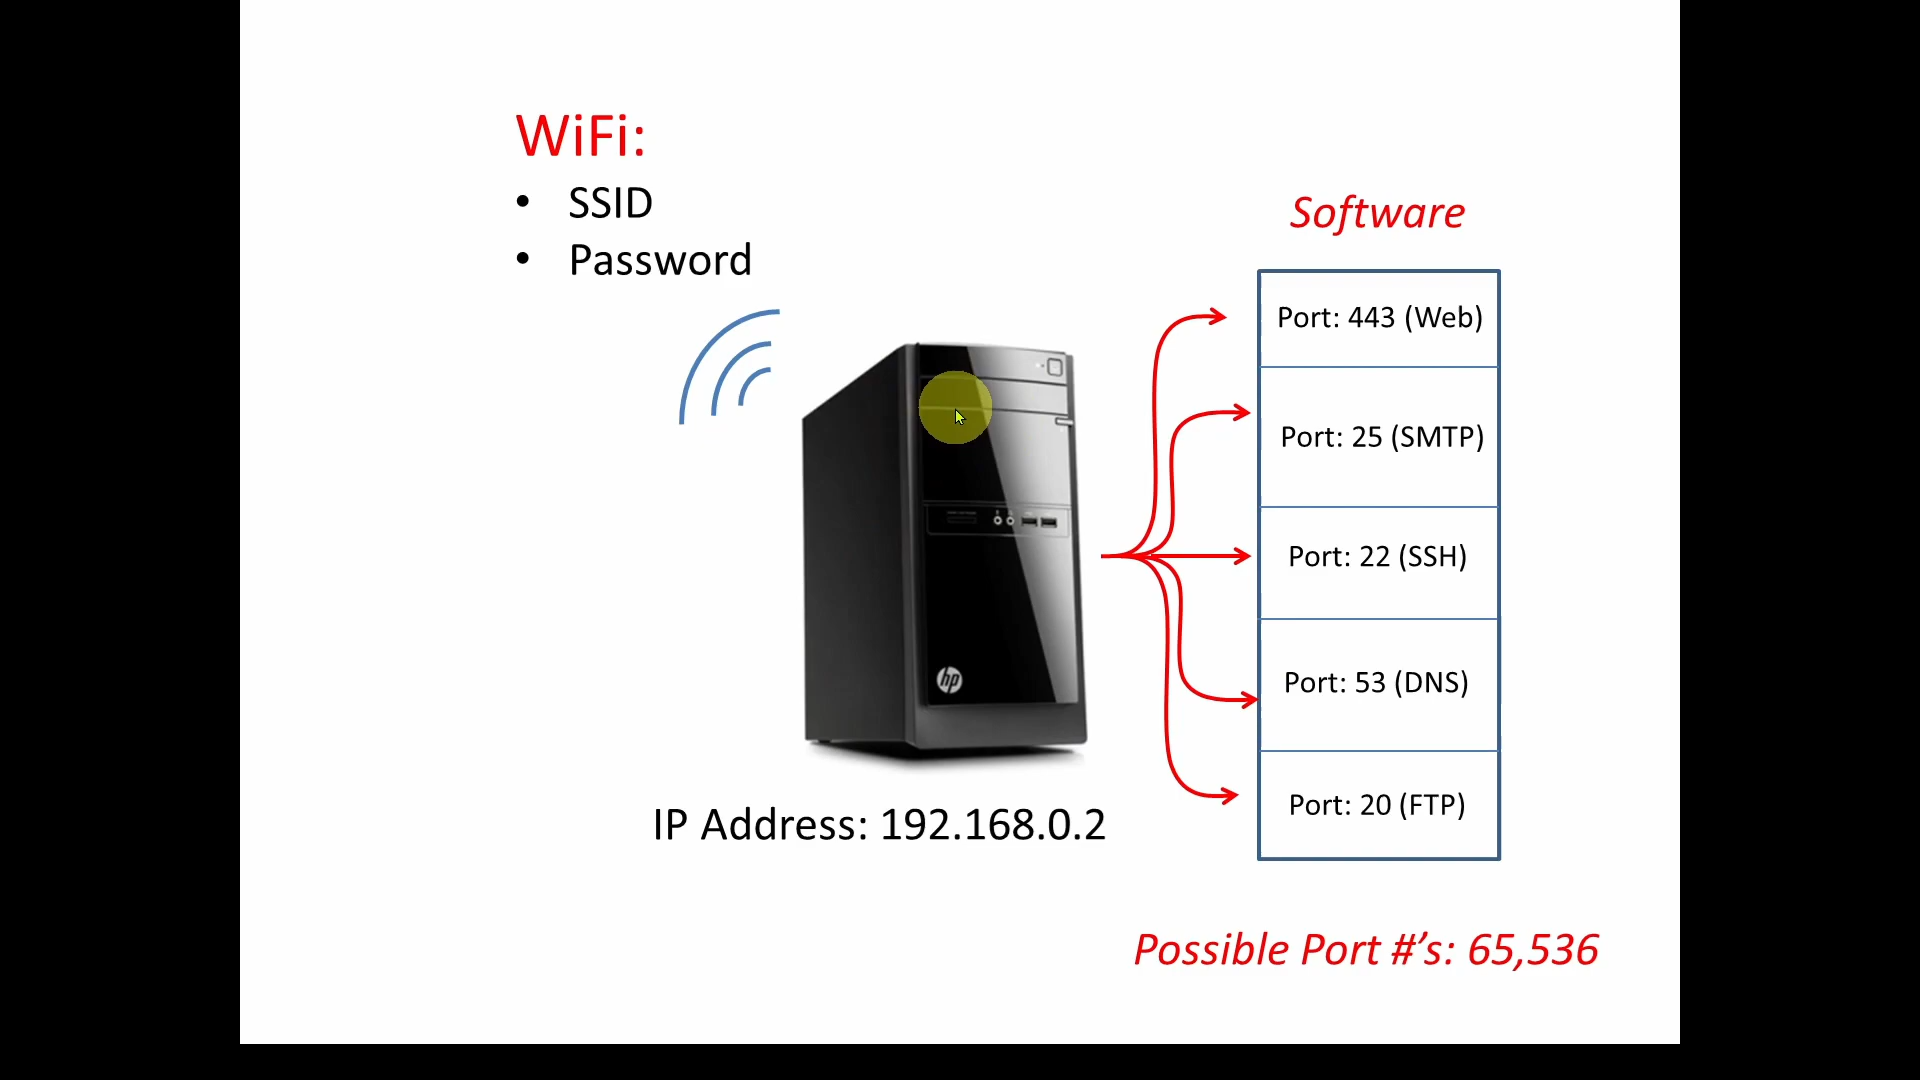 WiFi:
• SSID
• Password
Software
Port: 443 (Web)
Port: 25 (SMTP)
Port: 22 (SSH)
Port: 53 (DNS)
Port: 20 (FTP)
hp
IP Address: 192.168.0.2
Possible Port #’s: 65,536